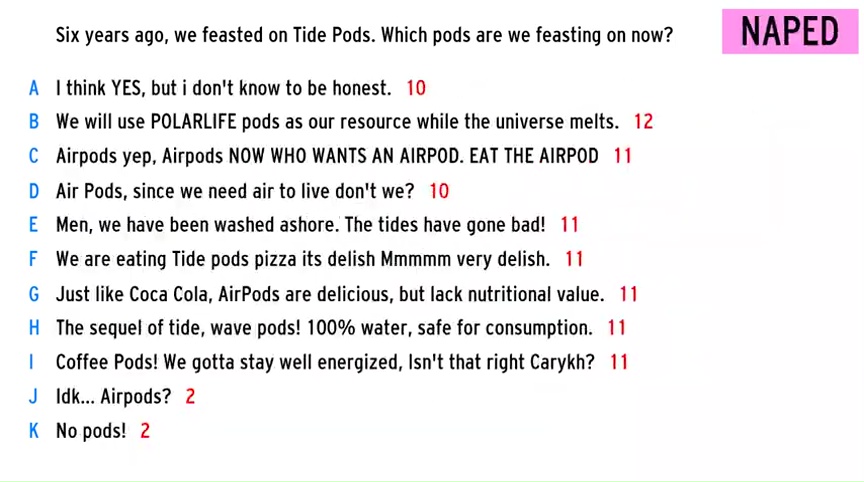 Six years ago, we feasted on Tide Pods. Which pods are we feasting on now?
NAPED
A I think YES, but i don't know to be honest. 10
B We will use POLARLIFE pods as our resource while the universe melts. 12
C Airpods yep, Airpods NOW WHO WANTS AN AIRPOD. EAT THE AIRPOD 11
D Air Pods, since we need air to live don't we? 10
E Men, we have been washed ashore. The tides have gone bad! 11
F We are eating Tide pods pizza its delish Mmmmm very delish. 11
G Just like Coca Cola, AirPods are delicious, but lack nutritional value. 11
H The sequel of tide, wave pods! 100% water, safe for consumption. 11
I Coffee Pods! We gotta stay well energized, Isn't that right Carykh? 11
J Idk... Airpods? 2
K No pods! 2